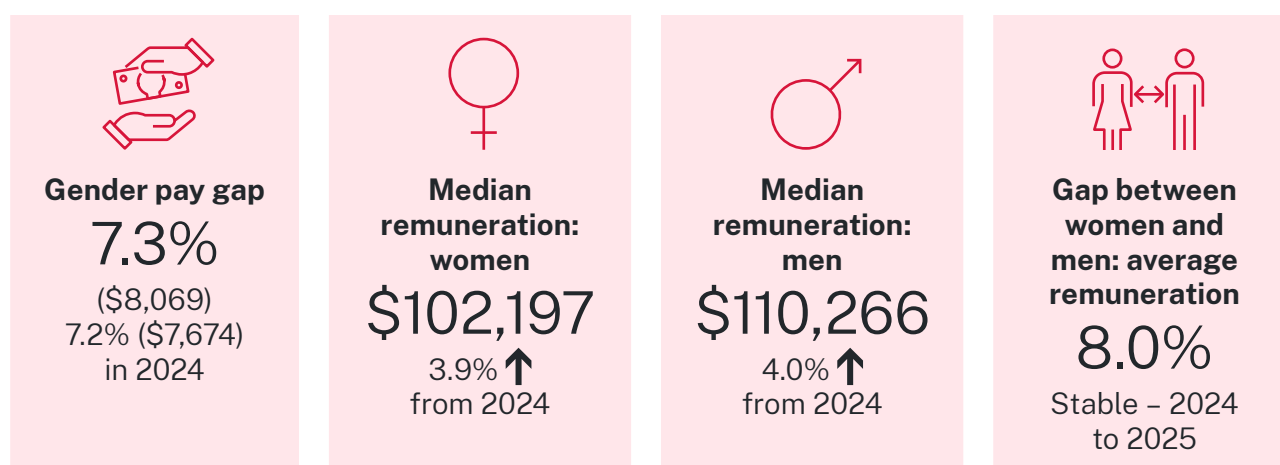 Gender pay gap
7.3%
($8,069)
7.2% ($7,674)
in 2024
Median
remuneration:
women
$102,197
3.9%
from 2024
Median
remuneration:
men
$110,266
4.0%
from 2024
Gap between
women and
men: average
remuneration
8.0%
Stable – 2024
to 2025